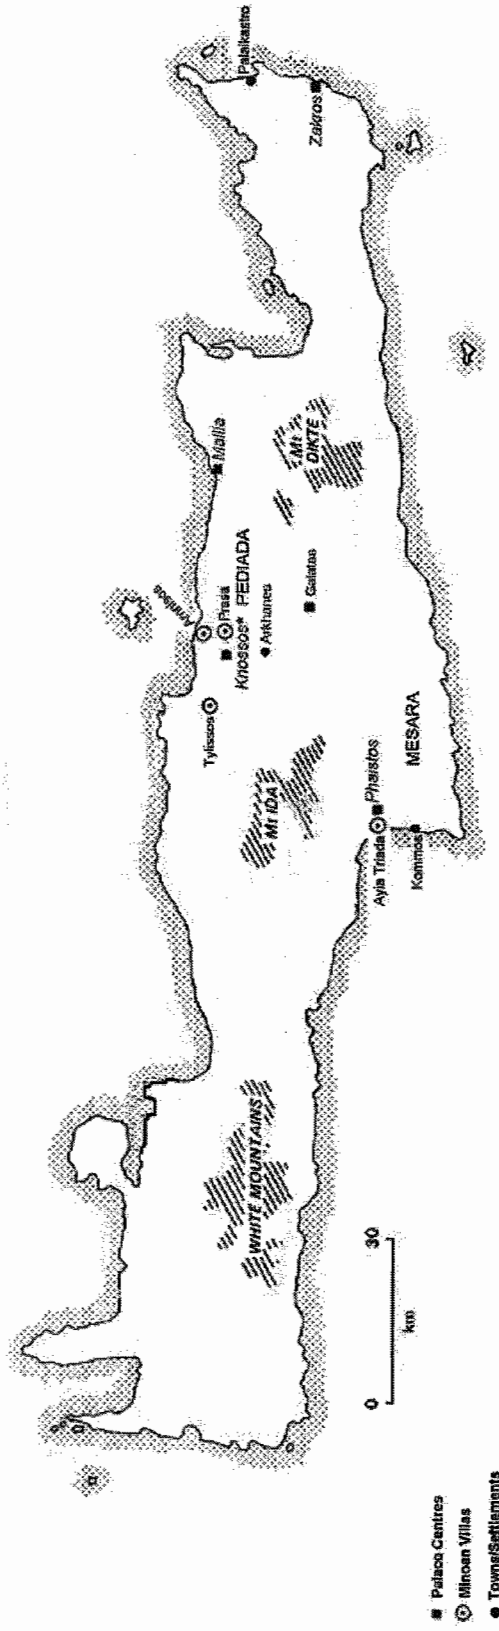 WHITE MOUNTAINS
Mt IDA
Tylissos
Amnisos
Prasa
Knossos* PEDIADA
Arkhanes
Mallia
Galatas
Mt
DIKTE
Palaikastro
Zakros
Ayia Triada
Phaistos
Kommos
MESARA
0 30
km
Palace Centres
Minoan Villas
Towns/Settlements